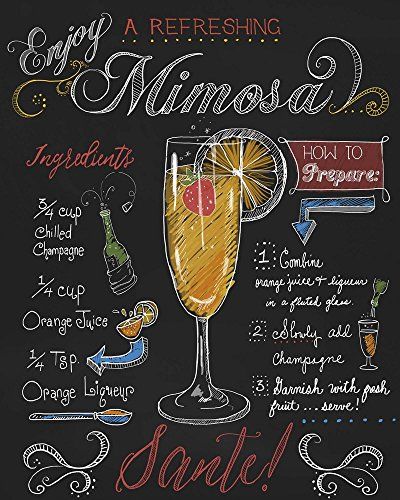 Enjoy
A REFRESHING
Mimosa
Ingredients
3/4 cup
Chilled
Champagne
1/4 cup
Orange Juice
1/4 Tsp.
Orange Liqueur
HOW TO
Prepare:
1: Combine
orange juice & liqueur
in a fluted glass.
2: Slowly add
champagne
3: Garnish with fresh
fruit...serve!
Sante!